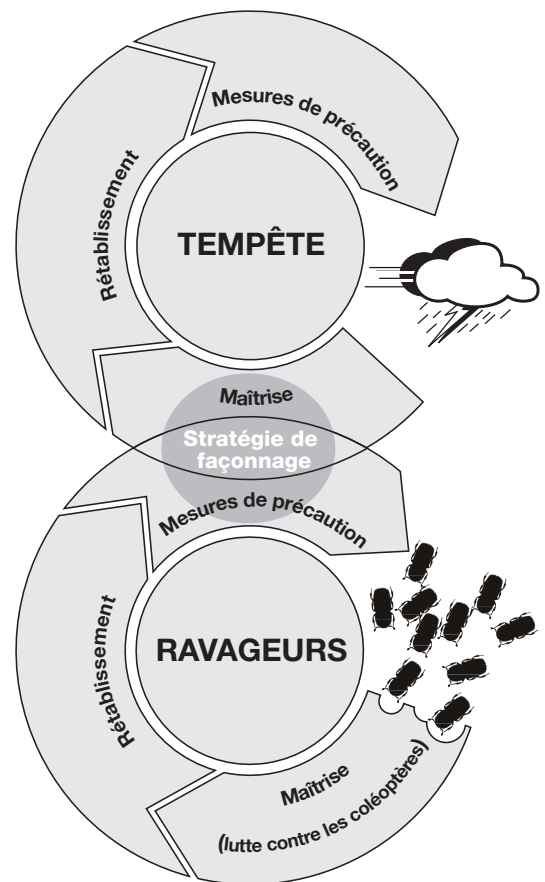 Mesures de précaution
Rétablissement
TEMPÊTE
Maîtrise
Stratégie de
façonnage
Mesures de précaution
Rétablissement
RAVAGEURS
Maîtrise
(lutte contre les coléoptères)